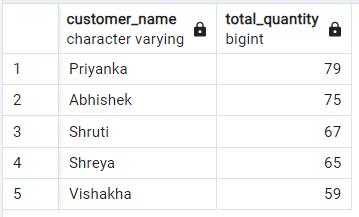 customer_name total_quantity
character varying bigint
1 Priyanka 79
2 Abhishek 75
3 Shruti 67
4 Shreya 65
5 Vishakha 59